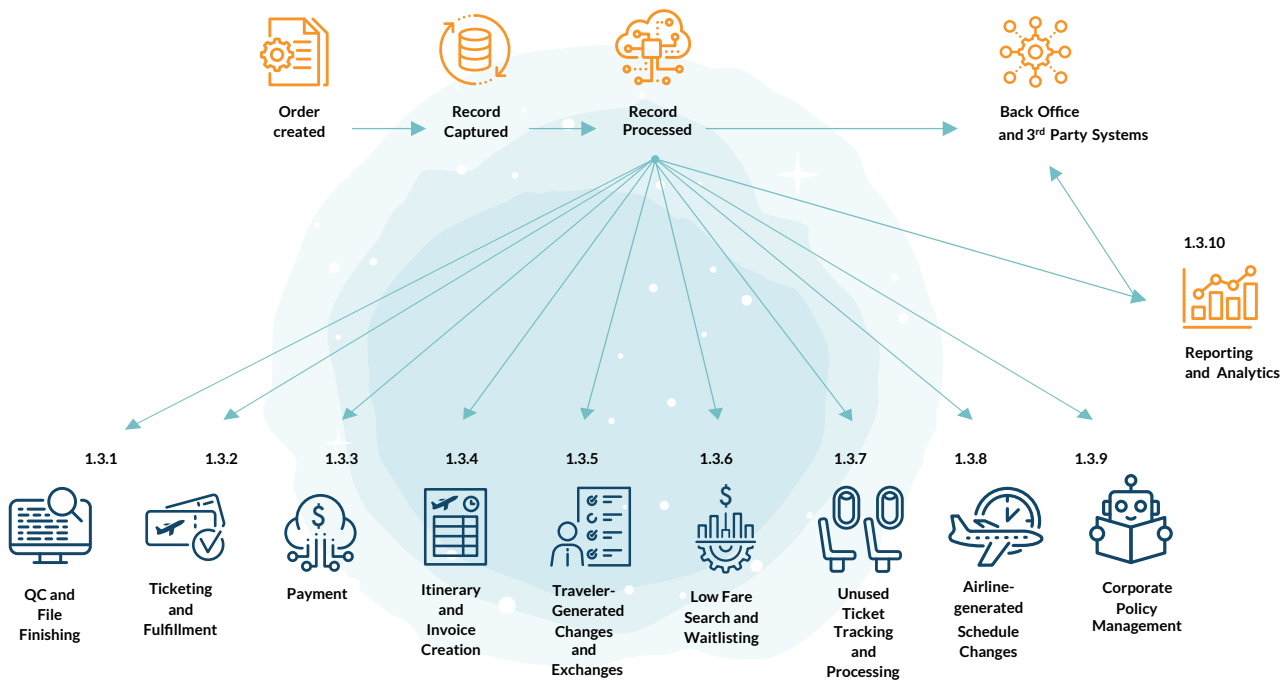 Order
created
Record
Captured
Record
Processed
Back Office
and 3rd Party Systems
1.3.10
Reporting
and Analytics
1.3.1
QC and
File
Finishing
1.3.2
Ticketing
and
Fulfillment
1.3.3
$
Payment
1.3.4
Itinerary
and
Invoice
Creation
1.3.5
Traveler-
Generated
Changes
and
Exchanges
1.3.6
$
Low Fare
Search and
Waitlisting
1.3.7
Unused
Ticket
Tracking
and
Processing
1.3.8
Airline-
generated
Schedule
Changes
1.3.9
Corporate
Policy
Management